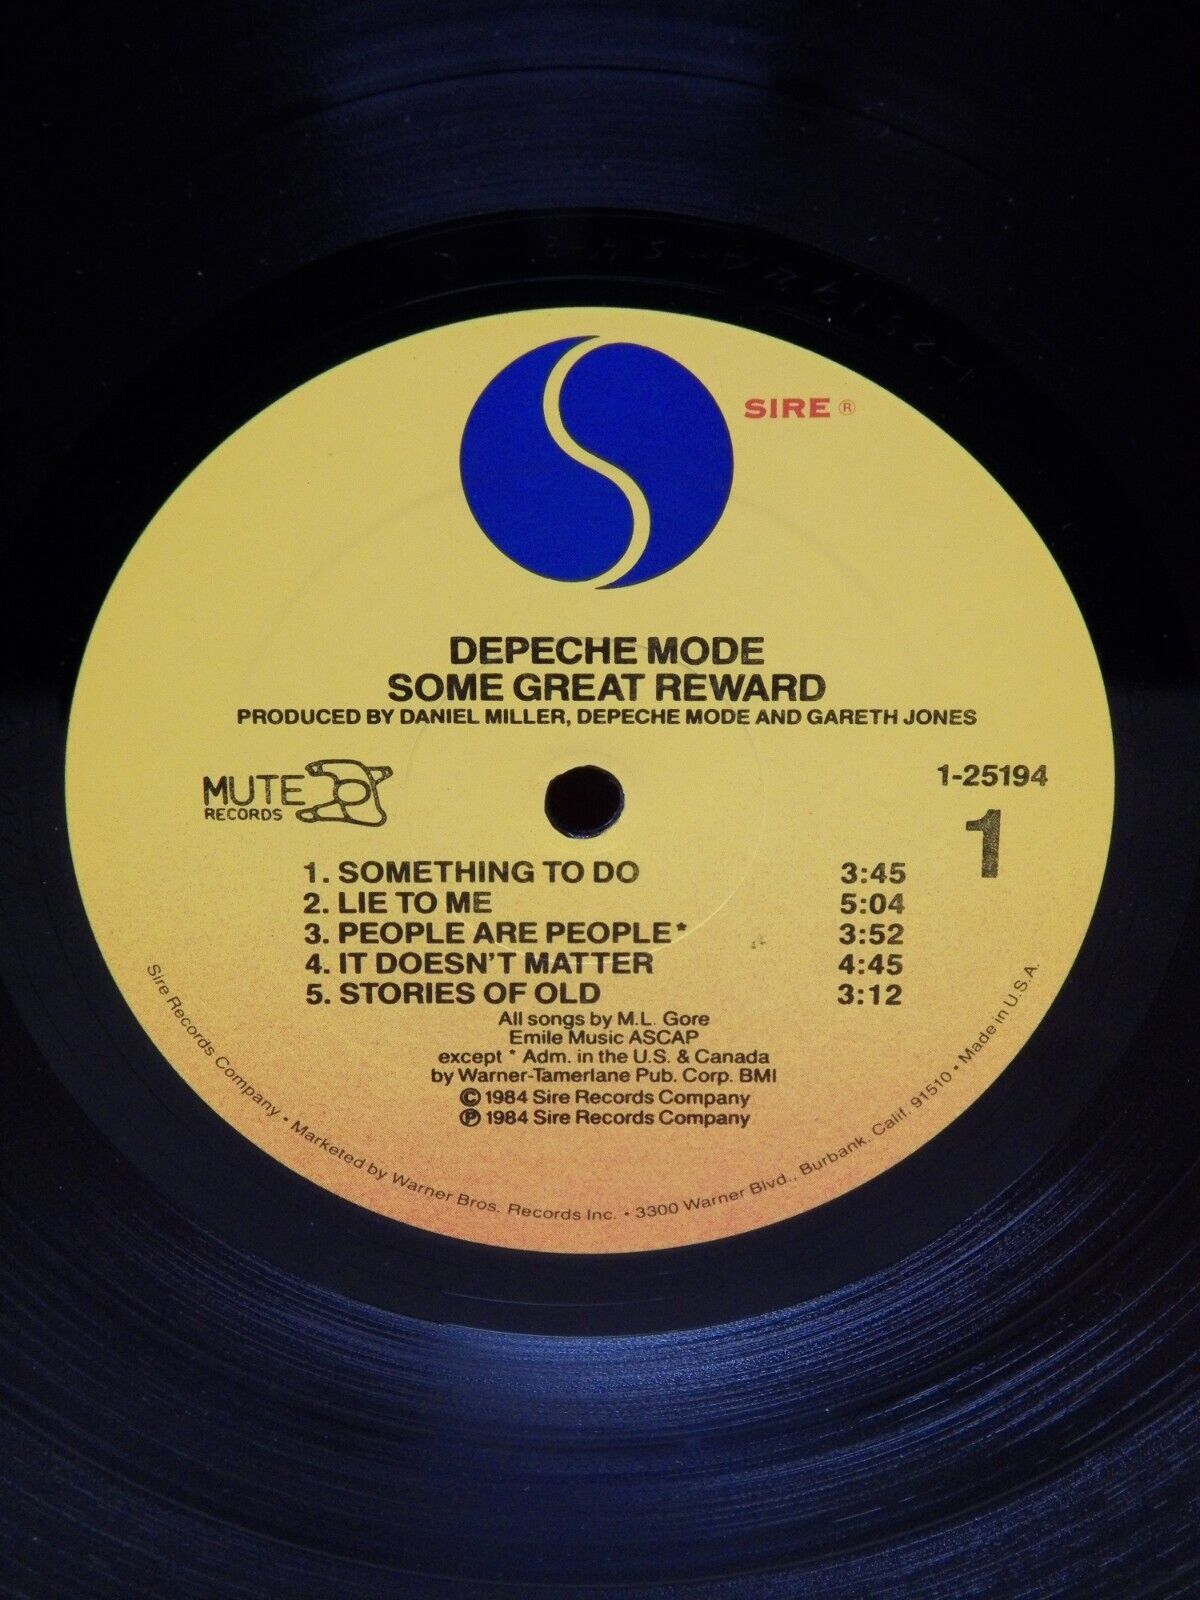 SIRE ®
DEPECHE MODE
SOME GREAT REWARD
PRODUCED BY DANIEL MILLER, DEPECHE MODE AND GARETH JONES
MUTE
RECORDS
1-25194
1
1. SOMETHING TO DO 3:45
2. LIE TO ME 5:04
3. PEOPLE ARE PEOPLE* 3:52
4. IT DOESN'T MATTER 4:45
5. STORIES OF OLD 3:12
All songs by M.L. Gore
Emile Music ASCAP
except * Adm. in the U.S. & Canada
by Warner-Tamerlane Pub. Corp. BMI
© 1984 Sire Records Company
℗ 1984 Sire Records Company
Sire Records Company • Marketed by Warner Bros. Records Inc. • 3300 Warner Blvd., Burbank, Calif. 91510 • Made in U.S.A.